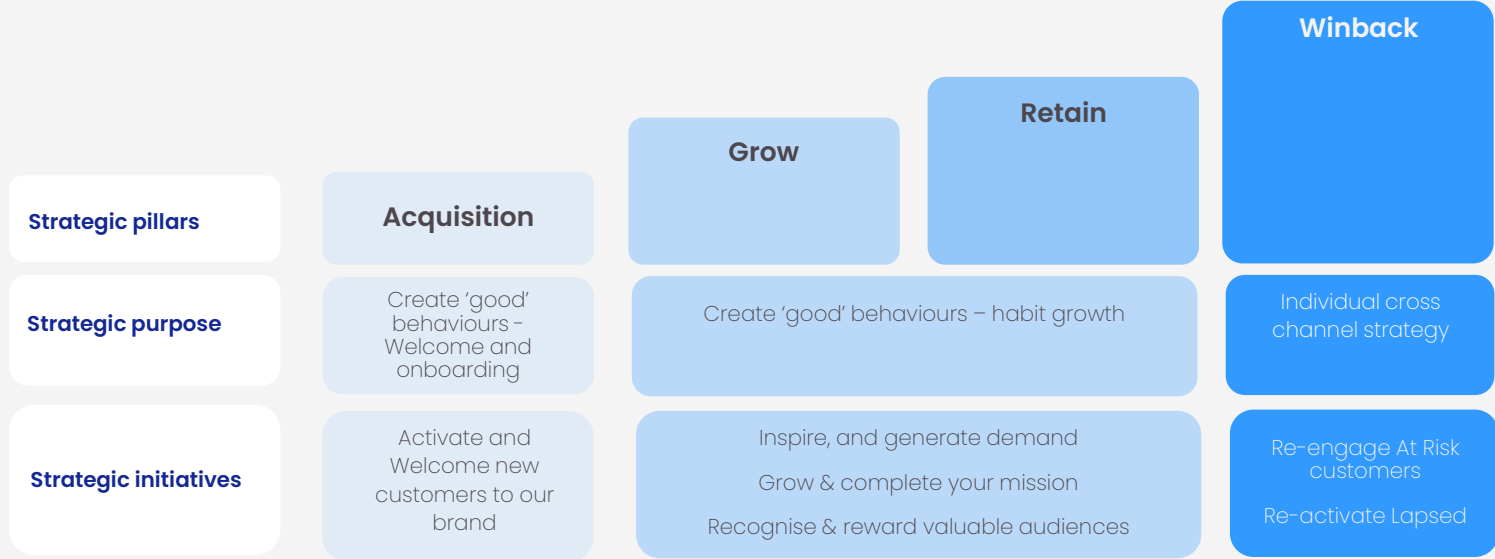 Winback
Retain
Grow
Strategic pillars
Acquisition
Strategic purpose
Create ‘good’
behaviours -
Welcome and
onboarding
Create ‘good’ behaviours – habit growth
Individual cross
channel strategy
Strategic initiatives
Activate and
Welcome new
customers to our
brand
Inspire, and generate demand
Grow & complete your mission
Recognise & reward valuable audiences
Re-engage At Risk
customers
Re-activate Lapsed